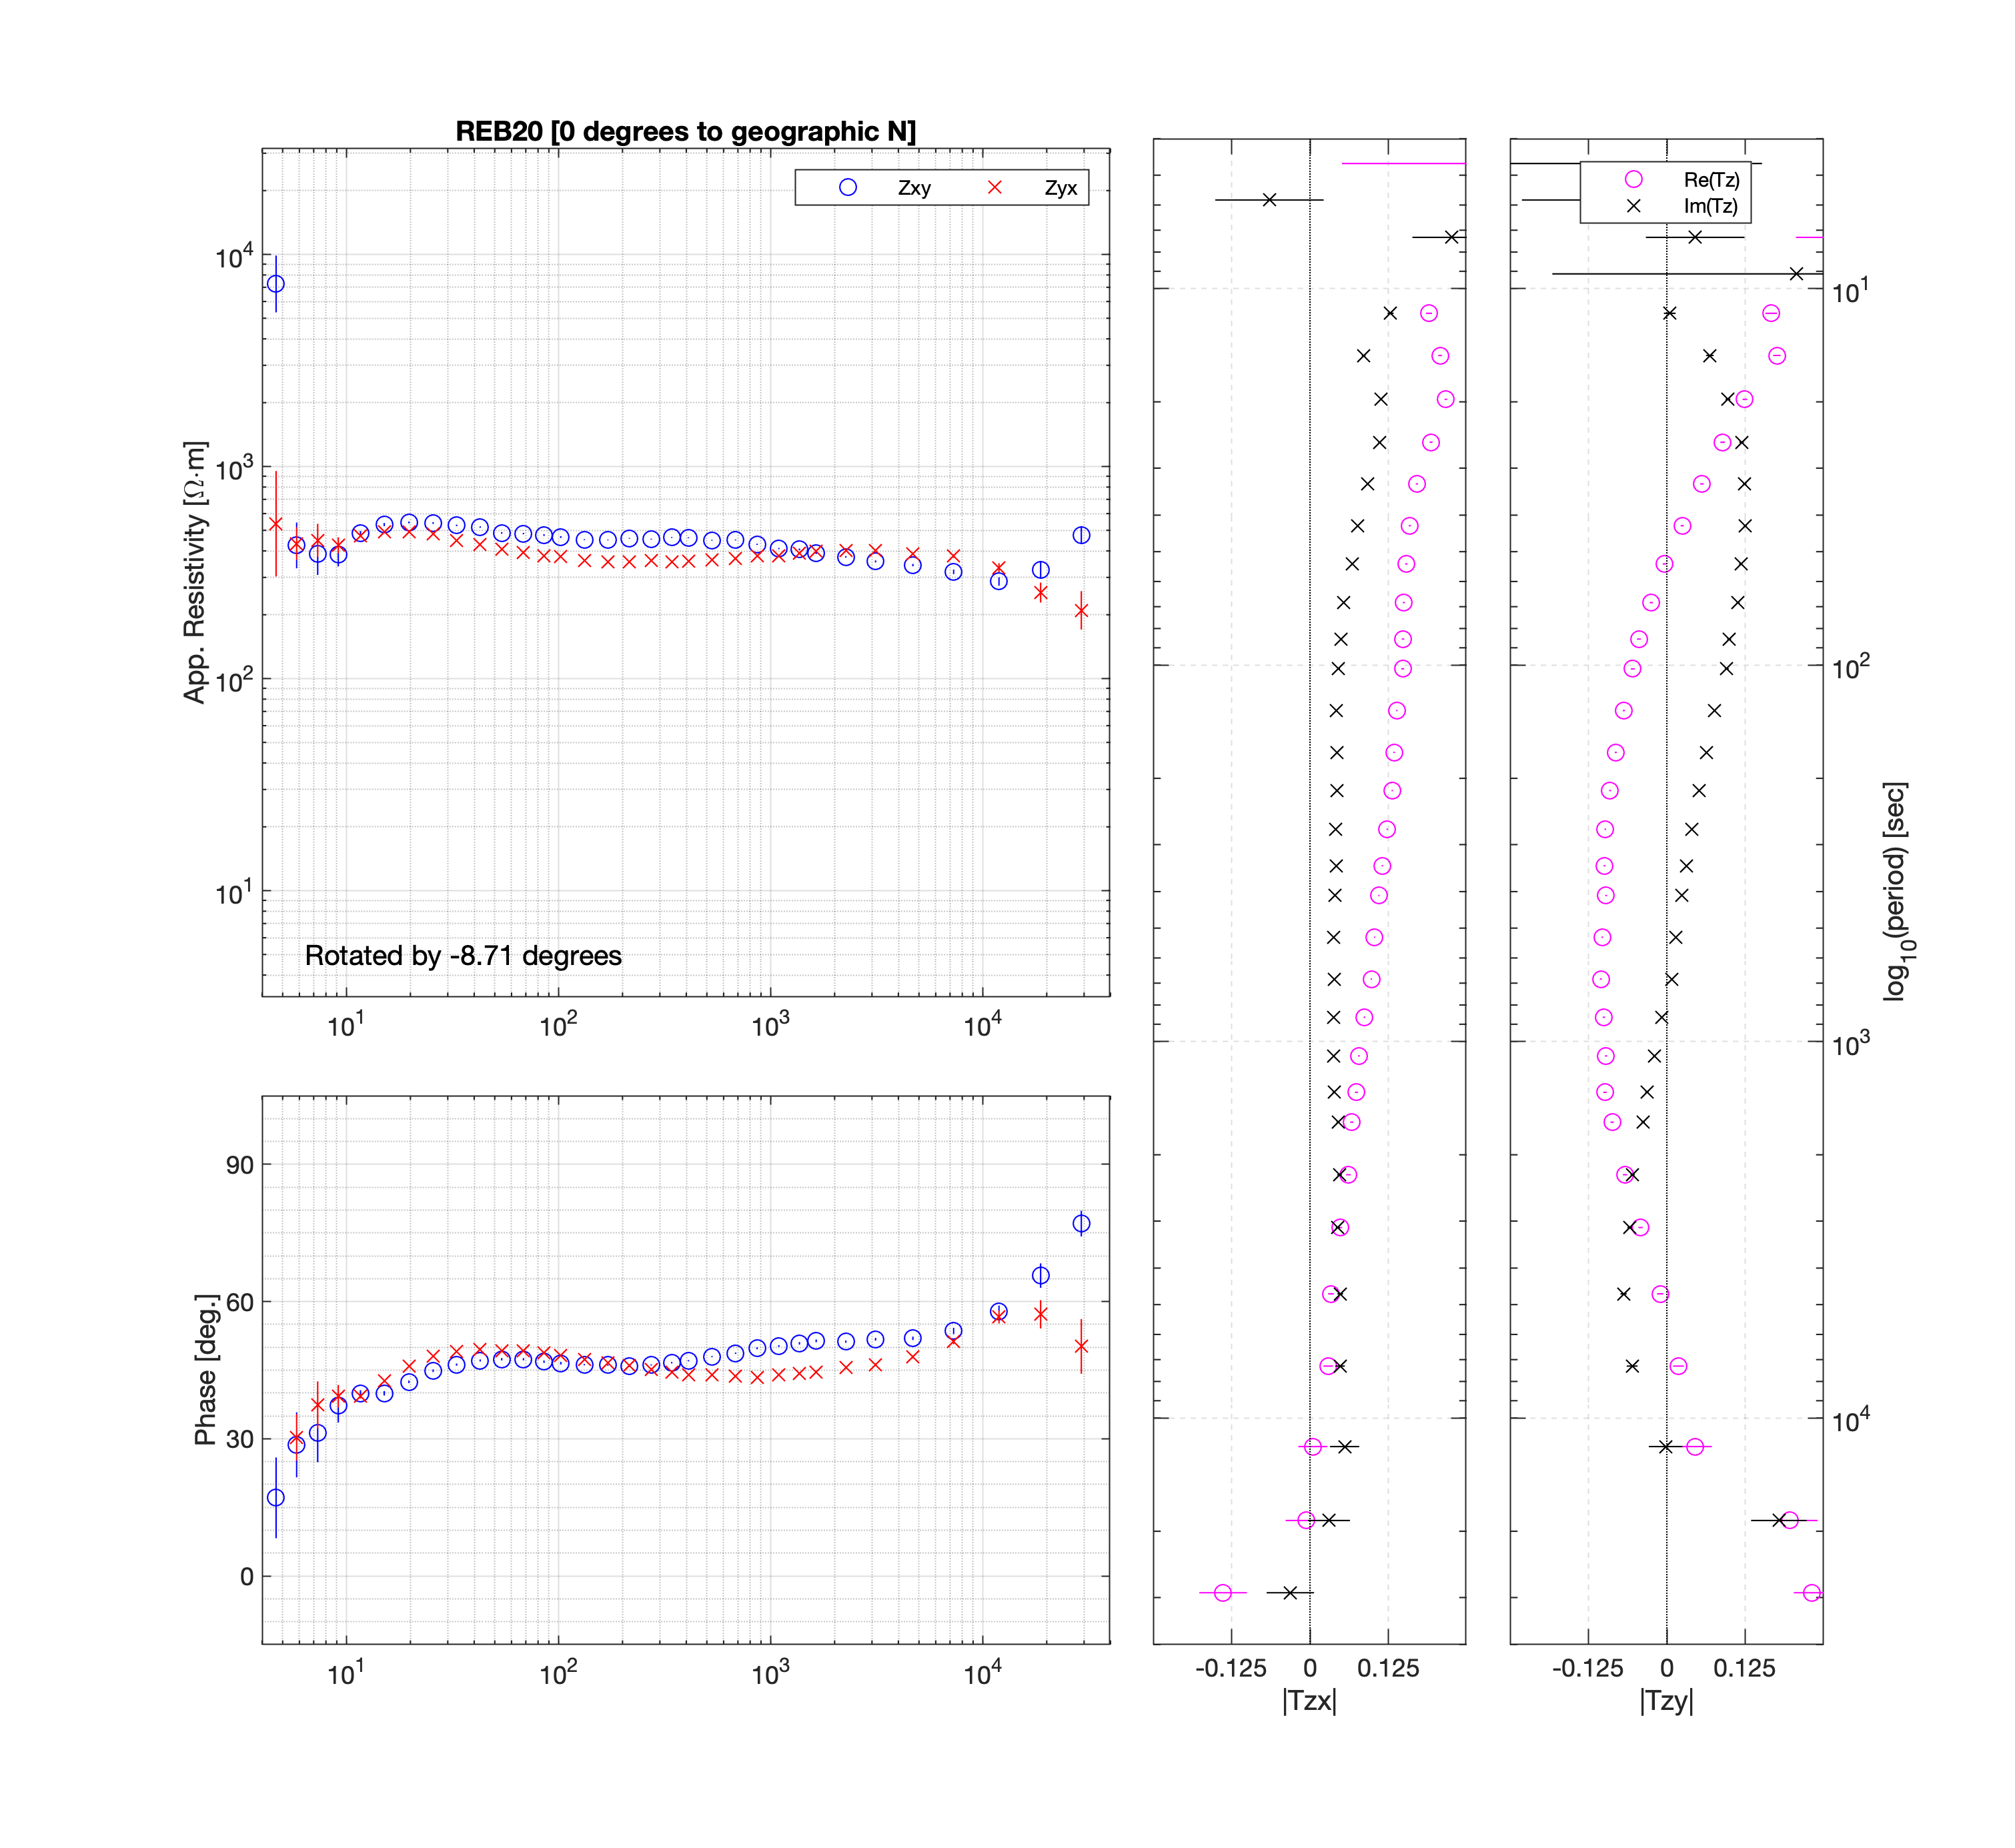 REB20 [0 degrees to geographic N]
Zxy Zyx
App. Resistivity [Ω·m]
10^4
10^3
10^2
10^1
Rotated by -8.71 degrees
10^1 10^2 10^3 10^4
Phase [deg.]
90
60
30
0
10^1 10^2 10^3 10^4
-0.125 0 0.125
|Tzx|
Re(Tz)
Im(Tz)
-0.125 0 0.125
|Tzy|
10^1
10^2
10^3
10^4
log_10(period) [sec]